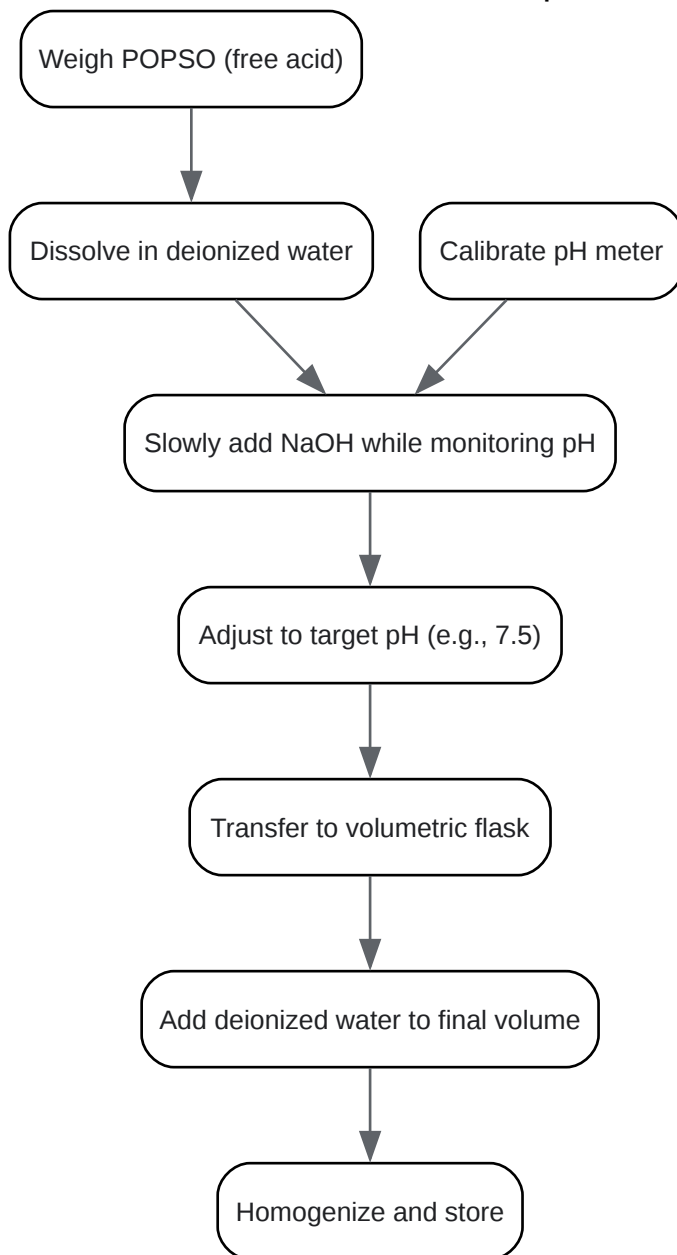 Weigh POPSO (free acid)
Dissolve in deionized water
Calibrate pH meter
Slowly add NaOH while monitoring pH
Adjust to target pH (e.g., 7.5)
Transfer to volumetric flask
Add deionized water to final volume
Homogenize and store